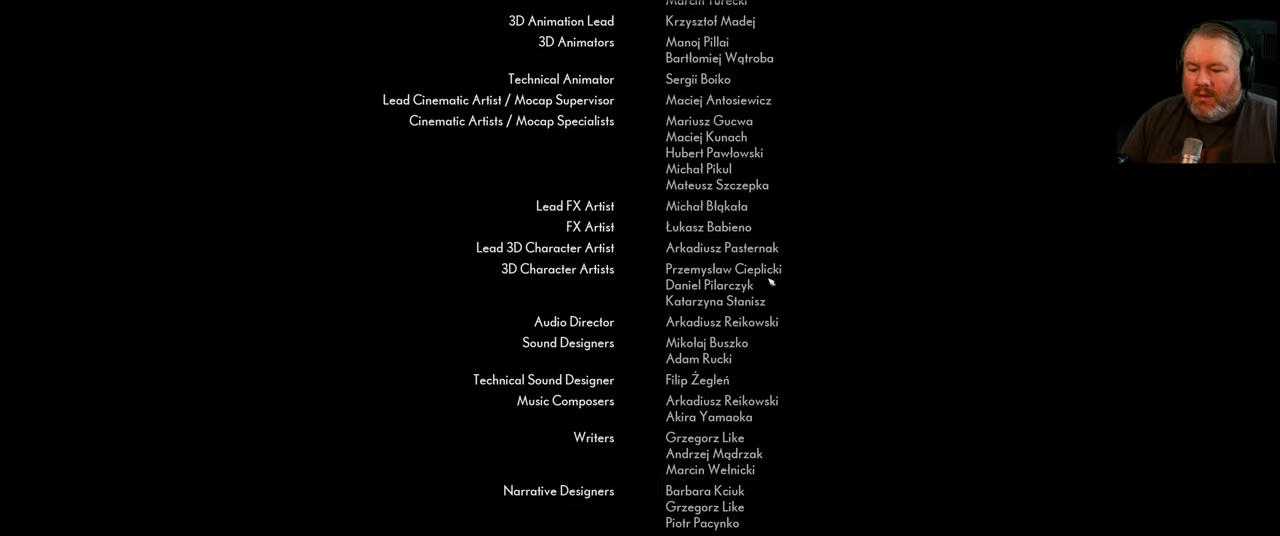 3D Animation Lead Krzysztof Madej
3D Animators Manoj Pillai
Bartłomiej Wątroba
Technical Animator Sergii Boiko
Lead Cinematic Artist / Mocap Supervisor Maciej Antosiewicz
Cinematic Artists / Mocap Specialists Mariusz Gucwa
Maciej Kunach
Hubert Pawłowski
Michał Pikul
Mateusz Szczepka
Lead FX Artist Michał Błąkała
FX Artist Łukasz Babieno
Lead 3D Character Artist Arkadiusz Pasternak
3D Character Artists Przemysław Cieplicki
Daniel Pilarczyk
Katarzyna Stanisz
Audio Director Arkadiusz Reikowski
Sound Designers Mikołaj Buszko
Adam Rucki
Technical Sound Designer Filip Żegleń
Music Composers Arkadiusz Reikowski
Akira Yamaoka
Writers Grzegorz Like
Andrzej Mądrzak
Marcin Wełnicki
Narrative Designers Barbara Kciuk
Grzegorz Like
Piotr Pacynko